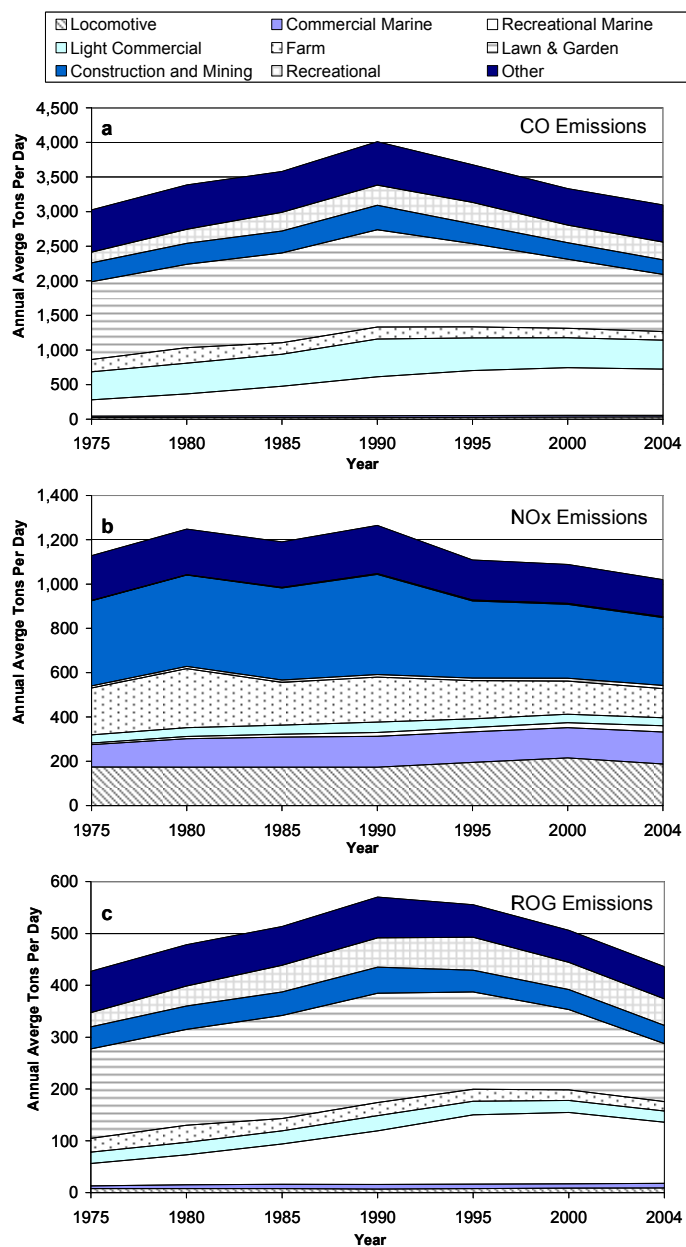 Locomotive Commercial Marine Recreational Marine
Light Commercial Farm Lawn & Garden
Construction and Mining Recreational Other
a CO Emissions
Annual Averge Tons Per Day
4,500
4,000
3,500
3,000
2,500
2,000
1,500
1,000
500
0
1975 1980 1985 1990 1995 2000 2004
Year
b NOx Emissions
Annual Averge Tons Per Day
1,400
1,200
1,000
800
600
400
200
0
1975 1980 1985 1990 1995 2000 2004
Year
c ROG Emissions
Annual Averge Tons Per Day
600
500
400
300
200
100
0
1975 1980 1985 1990 1995 2000 2004
Year